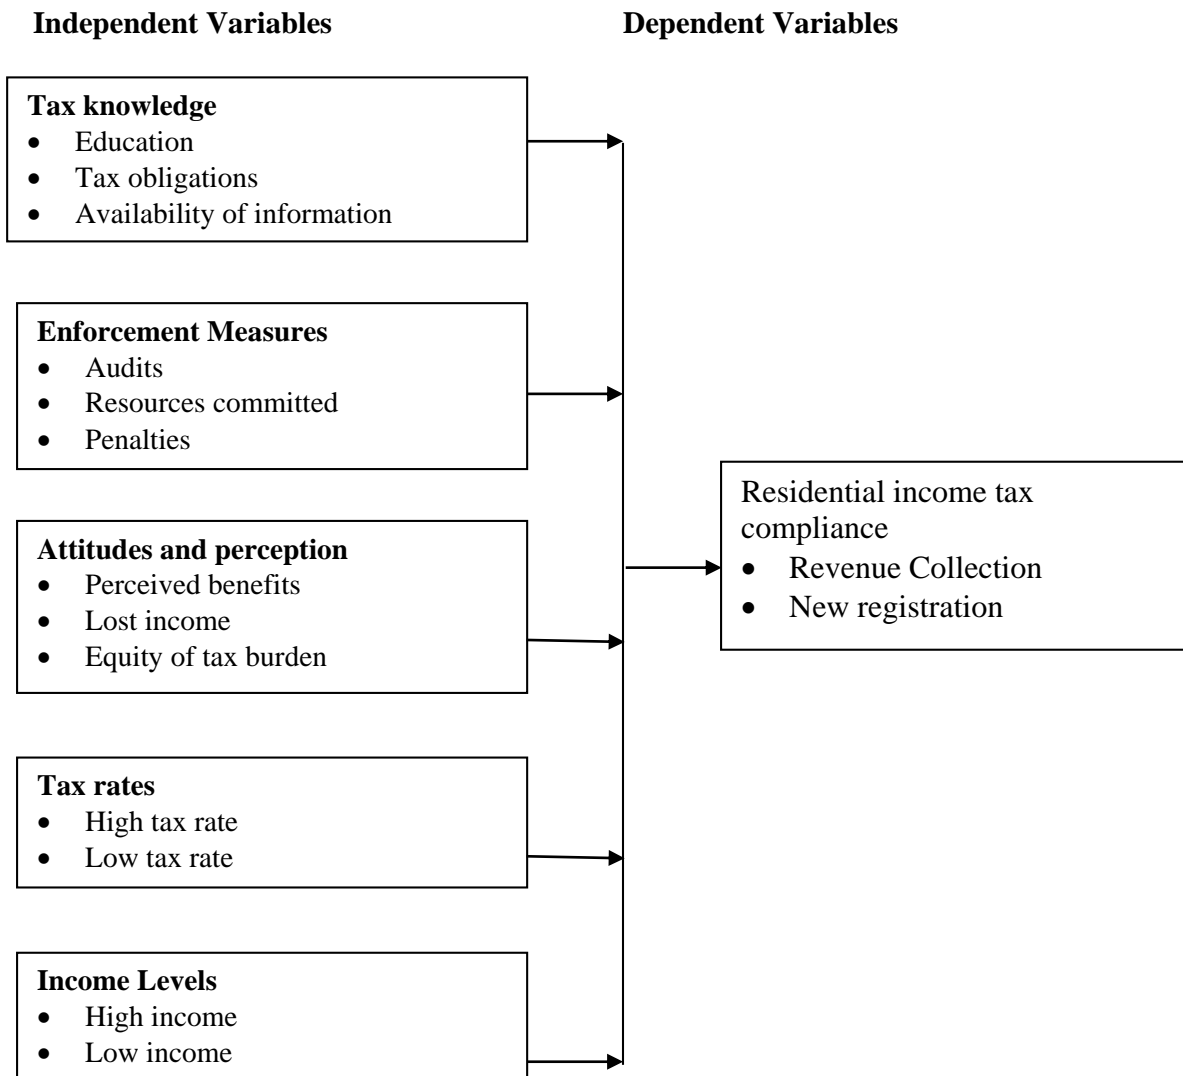 Independent Variables
Dependent Variables
Tax knowledge
• Education
• Tax obligations
• Availability of information
Enforcement Measures
• Audits
• Resources committed
• Penalties
Attitudes and perception
• Perceived benefits
• Lost income
• Equity of tax burden
Tax rates
• High tax rate
• Low tax rate
Income Levels
• High income
• Low income
Residential income tax
compliance
• Revenue Collection
• New registration